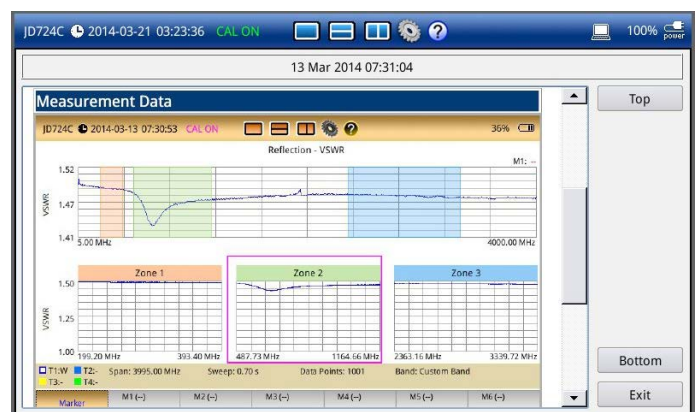 JD724C 2014-03-21 03:23:36 CAL ON 100% power
13 Mar 2014 07:31:04
Measurement Data
Top
JD724C 2014-03-13 07:30:53 CAL ON 36%
Reflection - VSWR
M1: --
1.52
VSWR
1.47
1.41
5.00 MHz 4000.00 MHz
Zone 1 Zone 2 Zone 3
1.50
VSWR
1.25
1.00
199.20 MHz 393.40 MHz 487.73 MHz 1164.66 MHz 2363.16 MHz 3339.72 MHz
T1:W T2:- Span: 3995.00 MHz Sweep: 0.70 s Data Points: 1001 Band: Custom Band
T3:- T4:-
Marker M1 (--) M2 (--) M3 (--) M4 (--) M5 (--) M6 (--)
Bottom
Exit